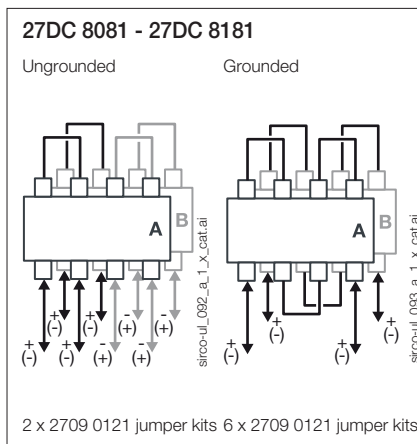 27DC 8081 - 27DC 8181
Ungrounded
Grounded
A
B
sirco-ul_092_a_1_x_cat.ai
+
(-)
+
(-)
+
(-)
+
(-)
-
(+)
-
(+)
-
(+)
-
(+)
A
B
sirco-ul_093_a_1_x_cat.ai
+
(-)
+
(-)
+
(-)
2 x 2709 0121 jumper kits
6 x 2709 0121 jumper kits